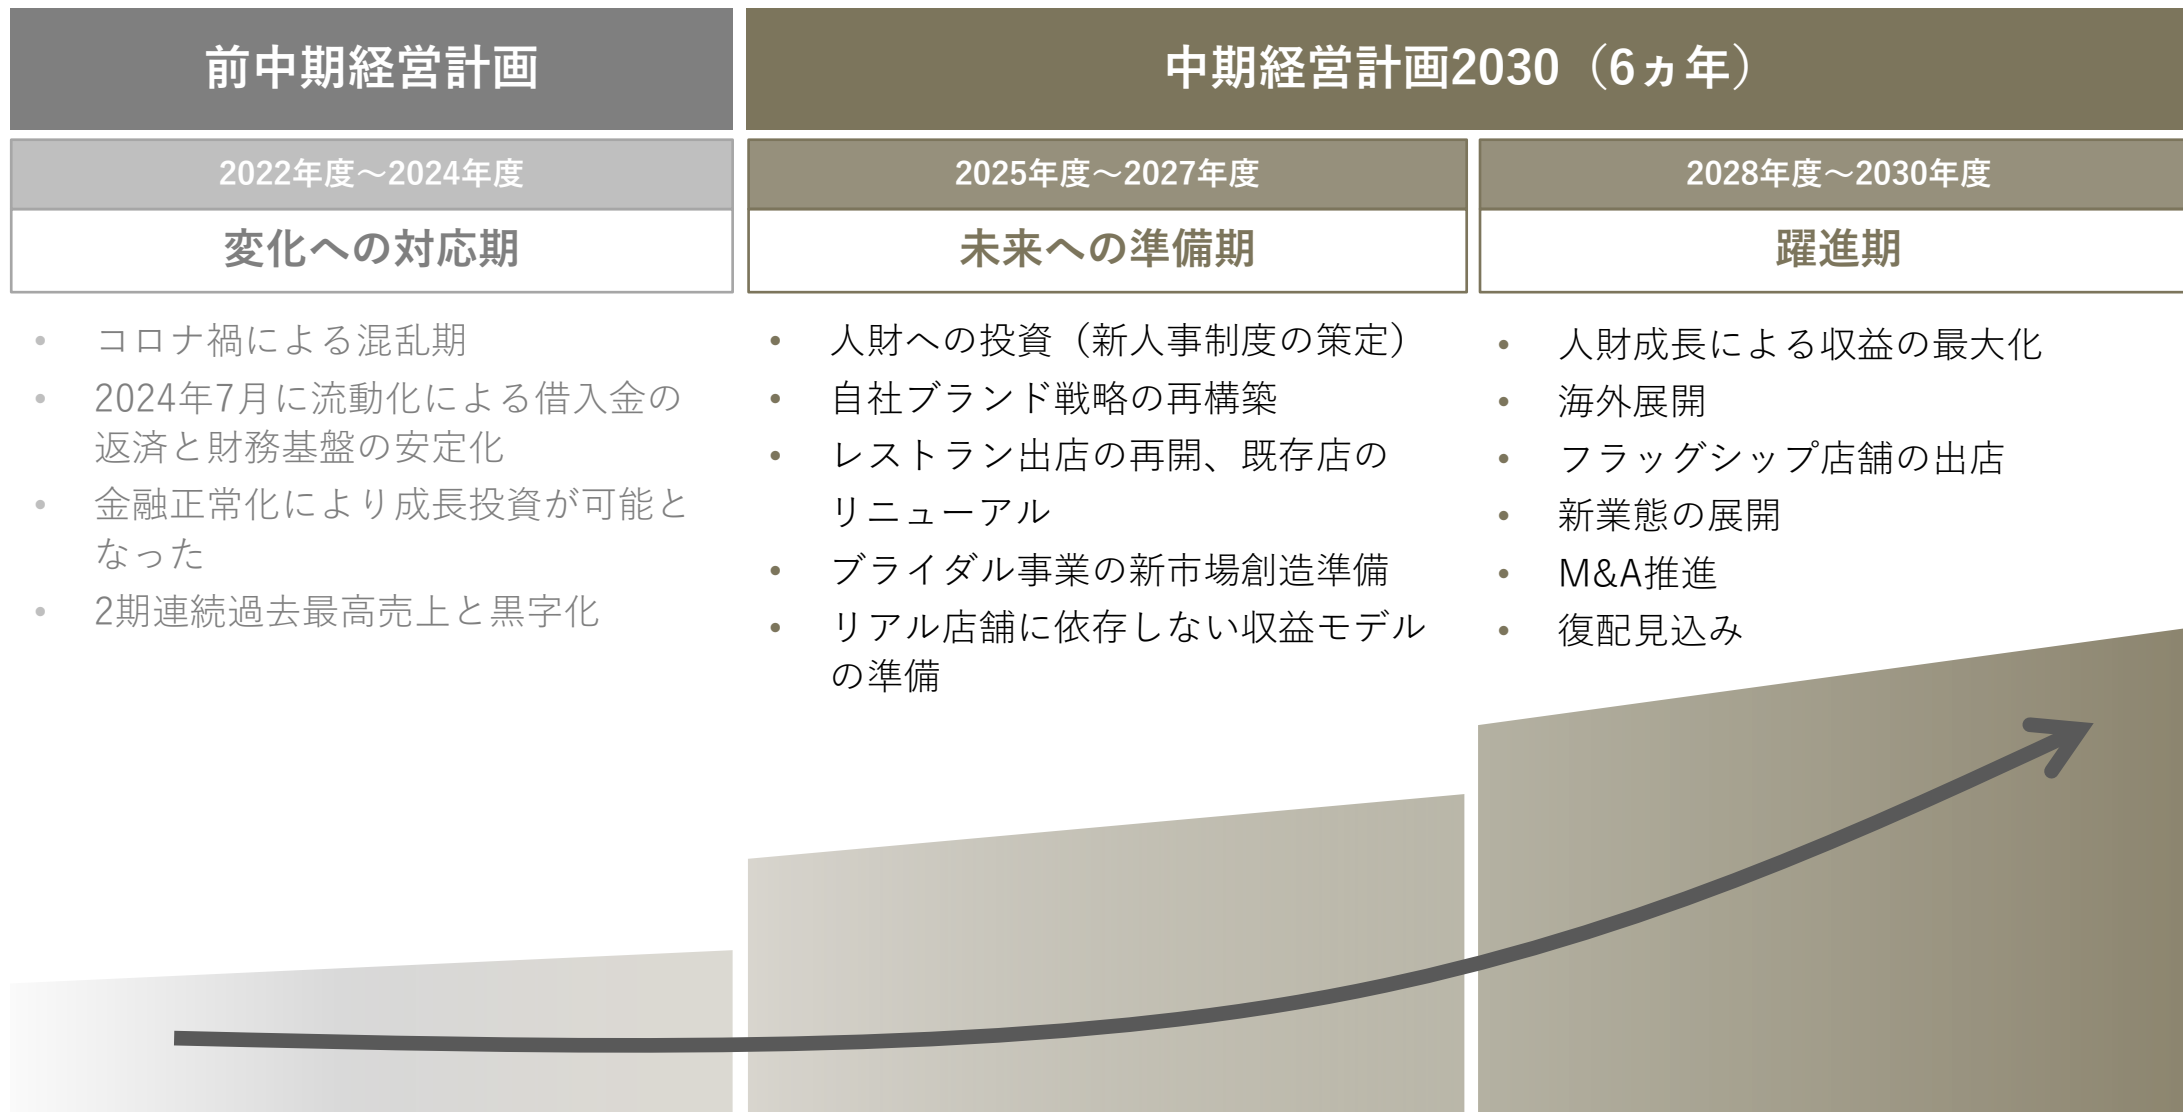 前中期経営計画
中期経営計画2030（6ヵ年）
2022年度～2024年度
変化への対応期
• コロナ禍による混乱期
• 2024年7月に流動化による借入金の
返済と財務基盤の安定化
• 金融正常化により成長投資が可能と
なった
• 2期連続過去最高売上と黒字化
2025年度～2027年度
未来への準備期
• 人財への投資（新人事制度の策定）
• 自社ブランド戦略の再構築
• レストラン出店の再開、既存店の
リニューアル
• ブライダル事業の新市場創造準備
• リアル店舗に依存しない収益モデル
の準備
2028年度～2030年度
躍進期
• 人財成長による収益の最大化
• 海外展開
• フラッグシップ店舗の出店
• 新業態の展開
• M&A推進
• 復配見込み